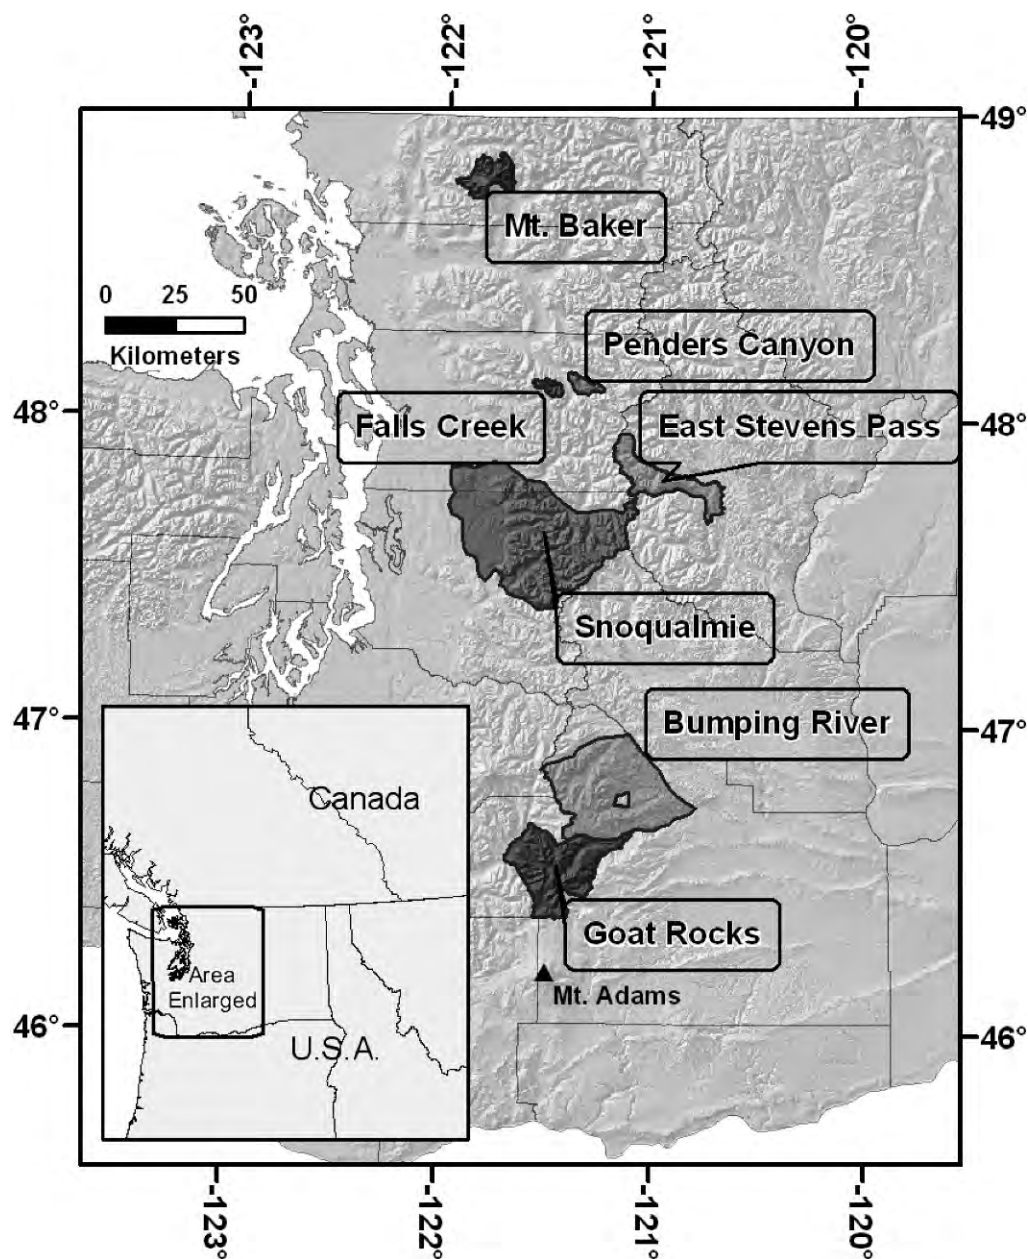 -123°
-122°
-121°
-120°
49°
Mt. Baker
0 25 50
Kilometers
Penders Canyon
48°
48°
Falls Creek
East Stevens Pass
Snoqualmie
47°
47°
Bumping River
Canada
Goat Rocks
Area
Enlarged
Mt. Adams
46°
46°
U.S.A.
-123°
-122°
-121°
-120°